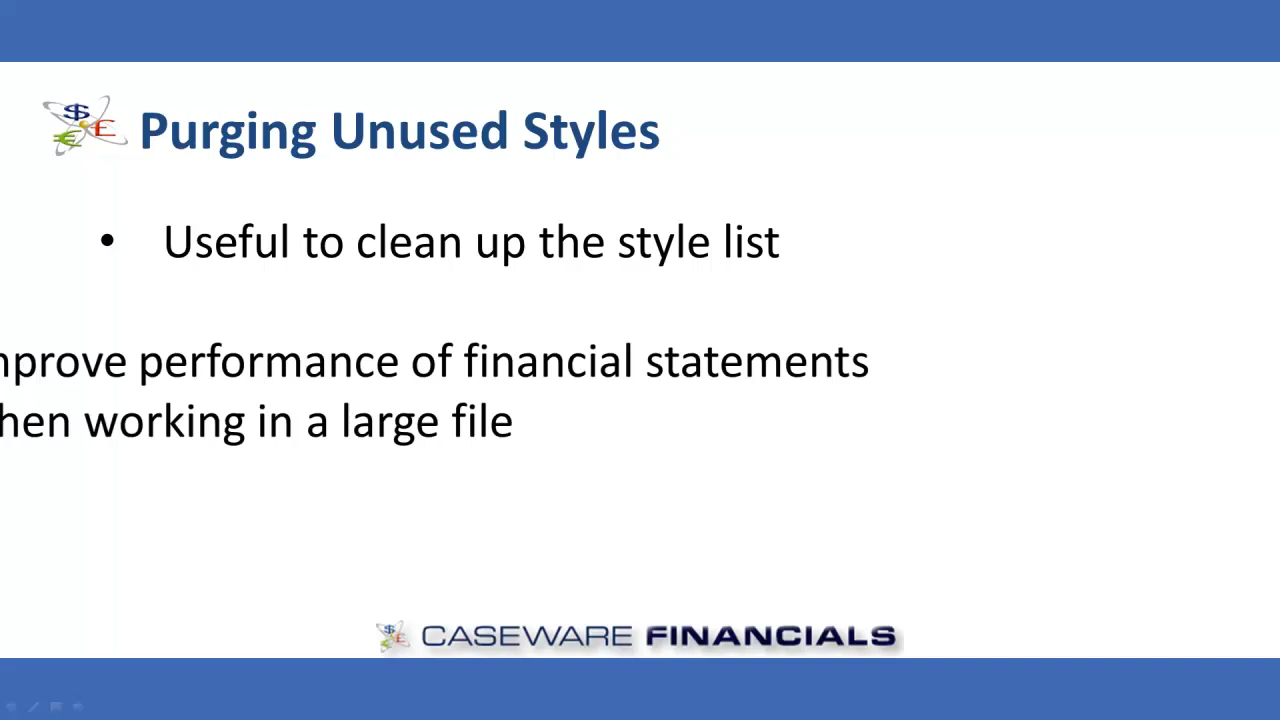 Purging Unused Styles
• Useful to clean up the style list
mprove performance of financial statements
hen working in a large file
CASEWARE FINANCIALS